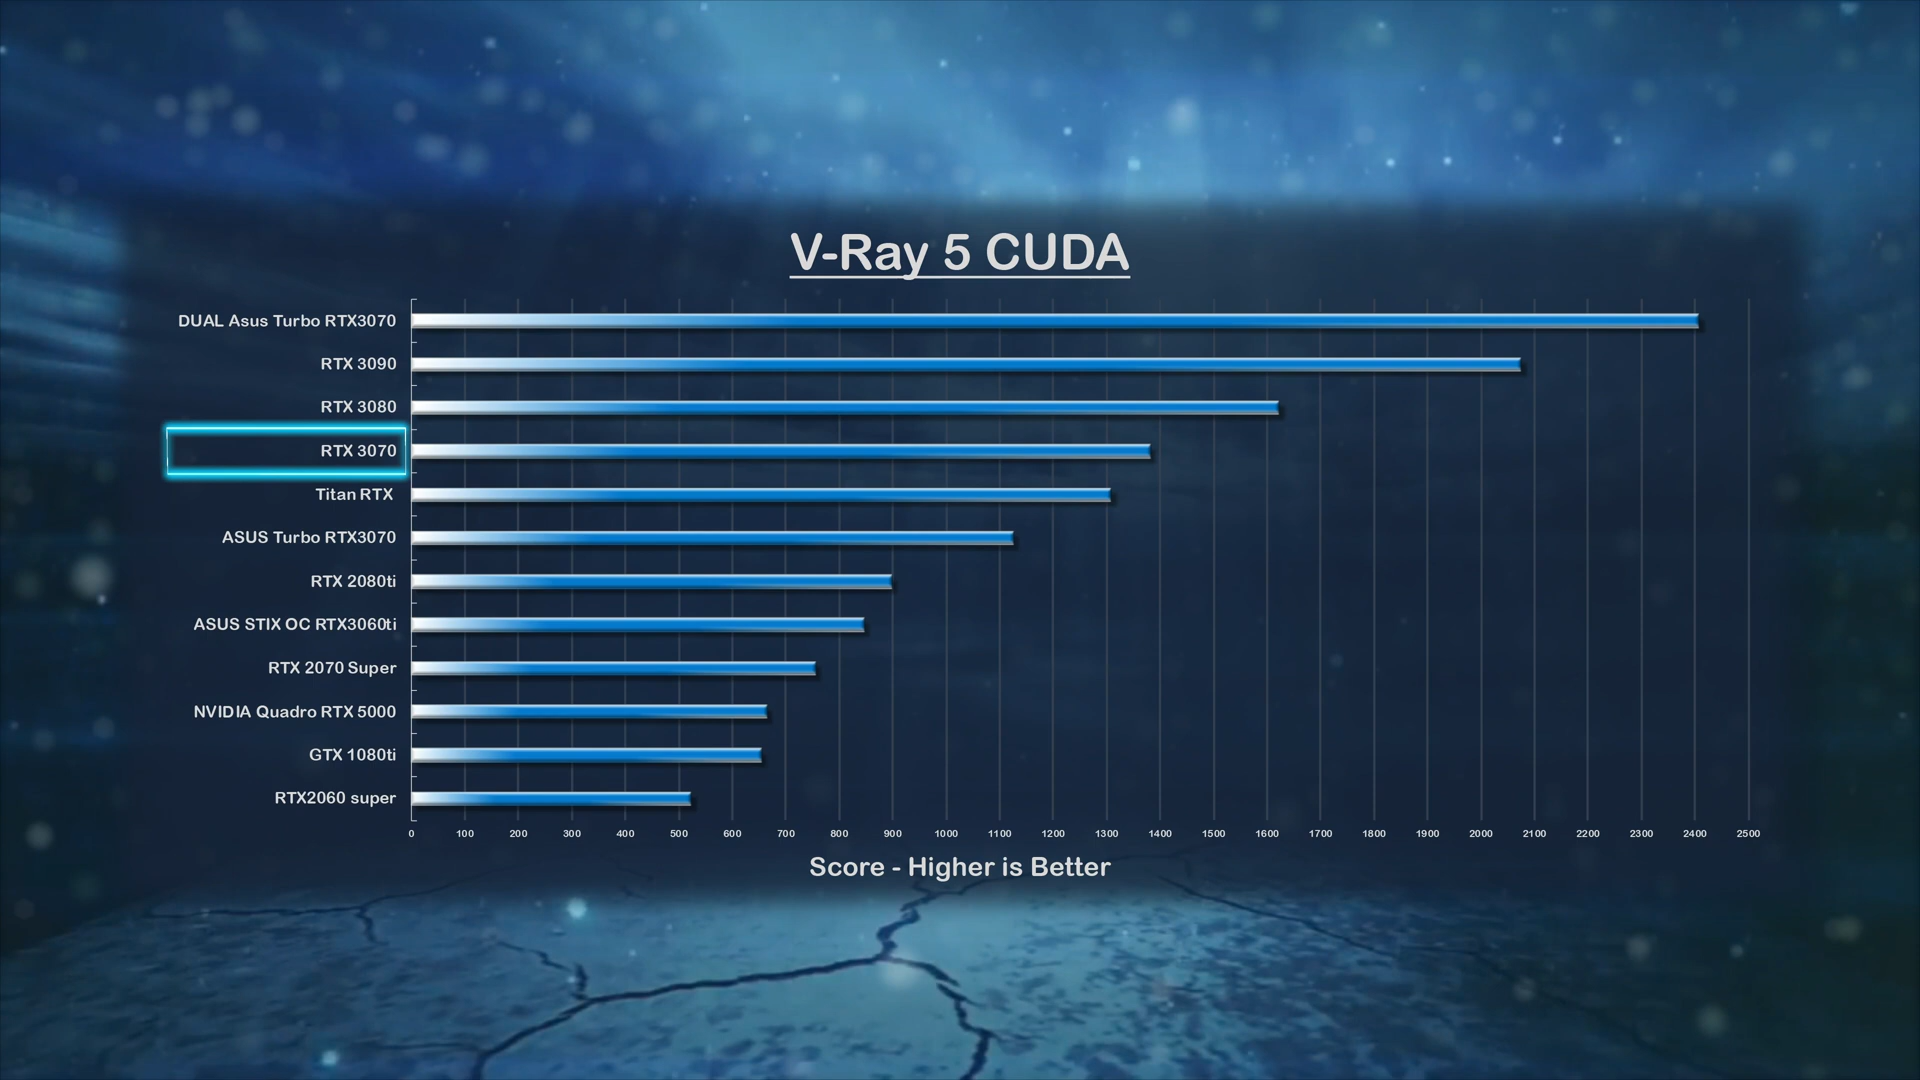 V-Ray 5 CUDA
DUAL Asus Turbo RTX3070
RTX 3090
RTX 3080
RTX 3070
Titan RTX
ASUS Turbo RTX3070
RTX 2080ti
ASUS STIX OC RTX3060ti
RTX 2070 Super
NVIDIA Quadro RTX 5000
GTX 1080ti
RTX2060 super
0 100 200 300 400 500 600 700 800 900 1000 1100 1200 1300 1400 1500 1600 1700 1800 1900 2000 2100 2200 2300 2400 2500
Score - Higher is Better